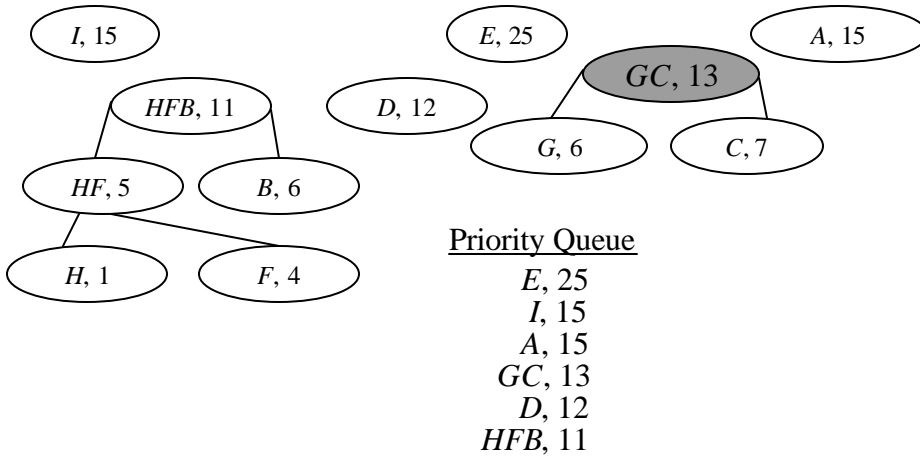 I, 15
E, 25
A, 15
GC, 13
HFB, 11
D, 12
G, 6
C, 7
HF, 5
B, 6
H, 1
F, 4
Priority Queue
E, 25
I, 15
A, 15
GC, 13
D, 12
HFB, 11